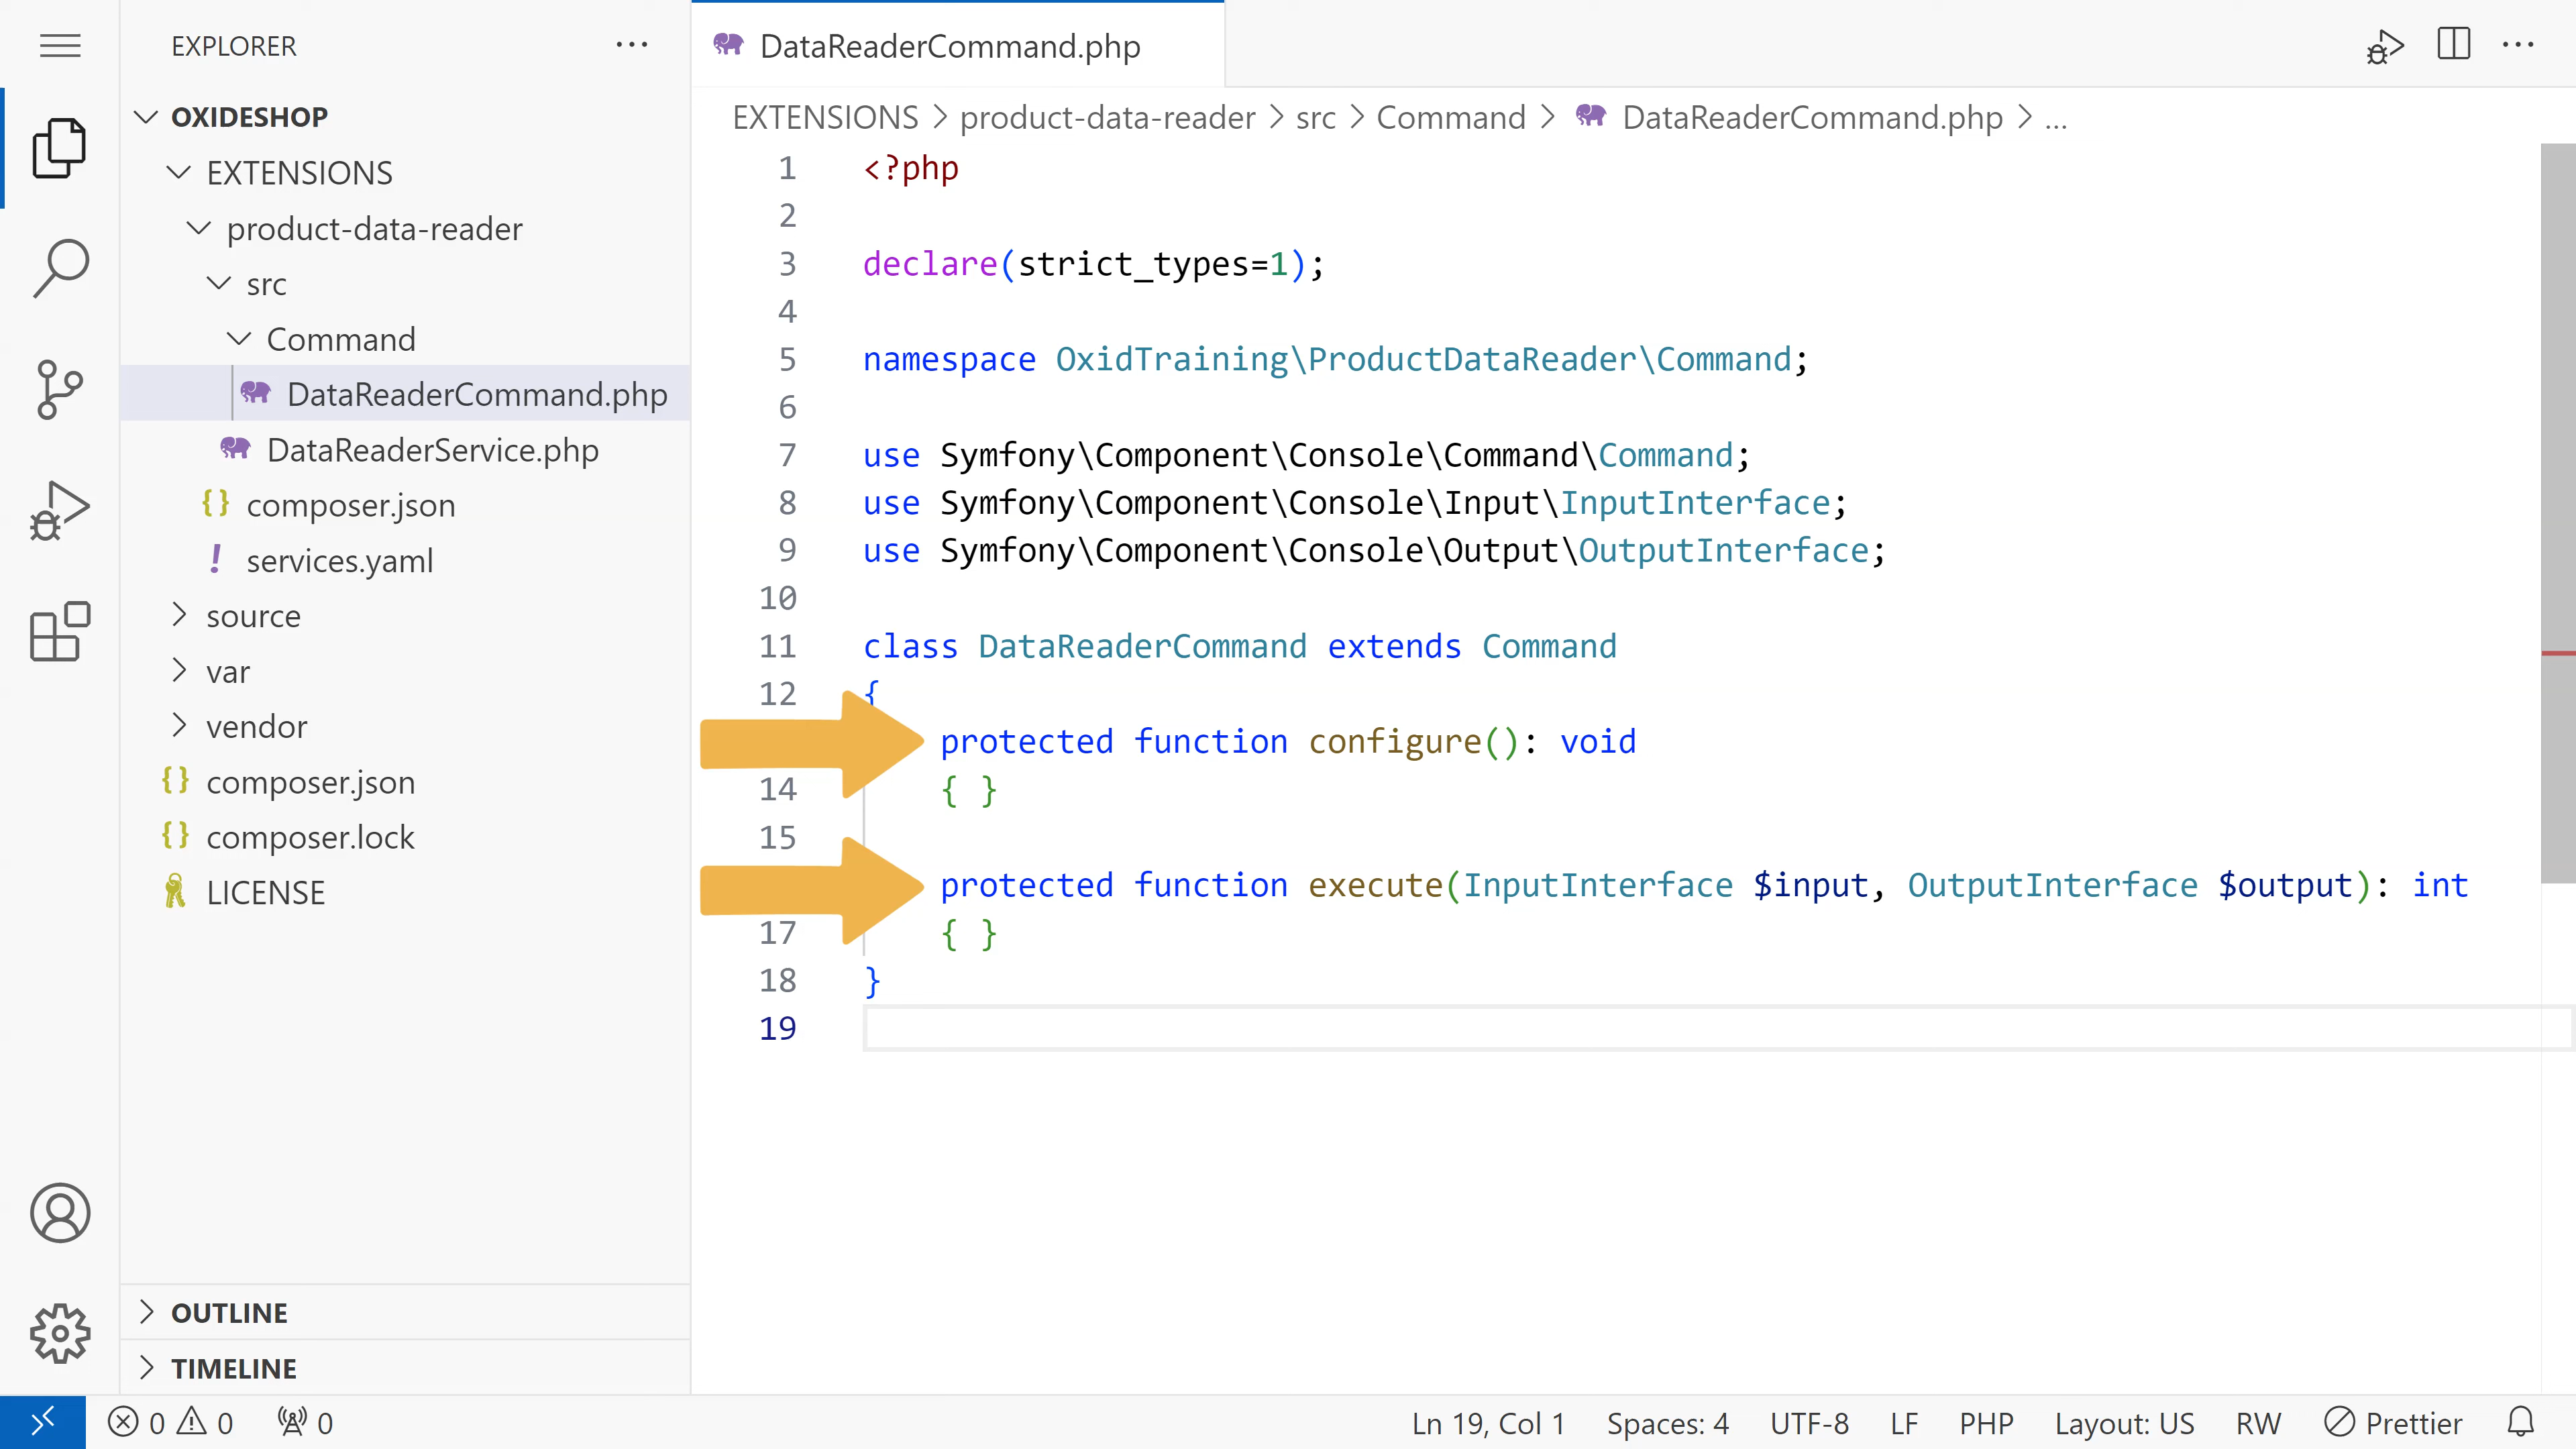 EXPLORER
OXIDESHOP
EXTENSIONS
product-data-reader
src
Command
DataReaderCommand.php
DataReaderService.php
composer.json
services.yaml
source
var
vendor
composer.json
composer.lock
LICENSE
OUTLINE
TIMELINE
DataReaderCommand.php
EXTENSIONS > product-data-reader > src > Command > DataReaderCommand.php > ...
1 <?php
2
3 declare(strict_types=1);
4
5 namespace OxidTraining\ProductDataReader\Command;
6
7 use Symfony\Component\Console\Command\Command;
8 use Symfony\Component\Console\Input\InputInterface;
9 use Symfony\Component\Console\Output\OutputInterface;
10
11 class DataReaderCommand extends Command
12 {
protected function configure(): void
14 { }
15
protected function execute(InputInterface $input, OutputInterface $output): int
17 { }
18 }
19
0 0 0 Ln 19, Col 1 Spaces: 4 UTF-8 LF PHP Layout: US RW Prettier